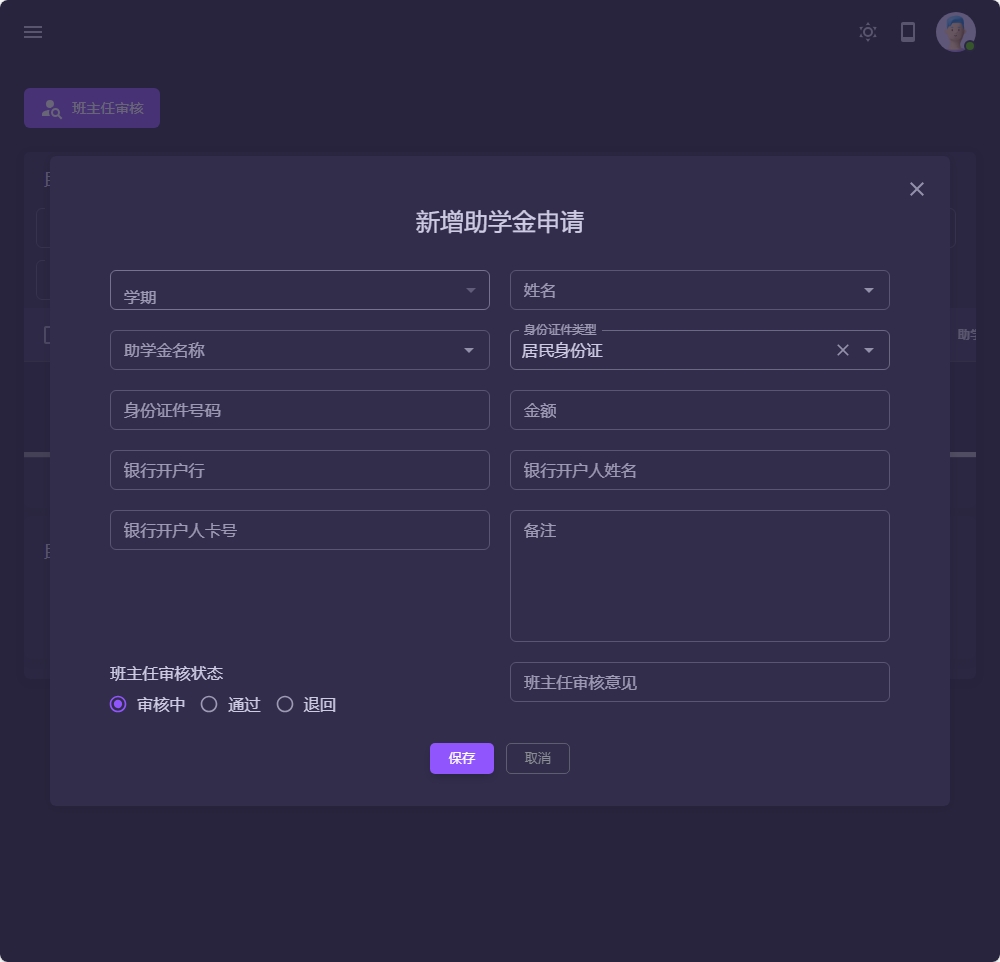 班主任审核
新增助学金申请
学期
姓名
助学金名称
身份证件类型
居民身份证
身份证件号码
金额
银行开户行
银行开户人姓名
银行开户人卡号
备注
班主任审核状态
审核中 通过 退回
班主任审核意见
保存 取消